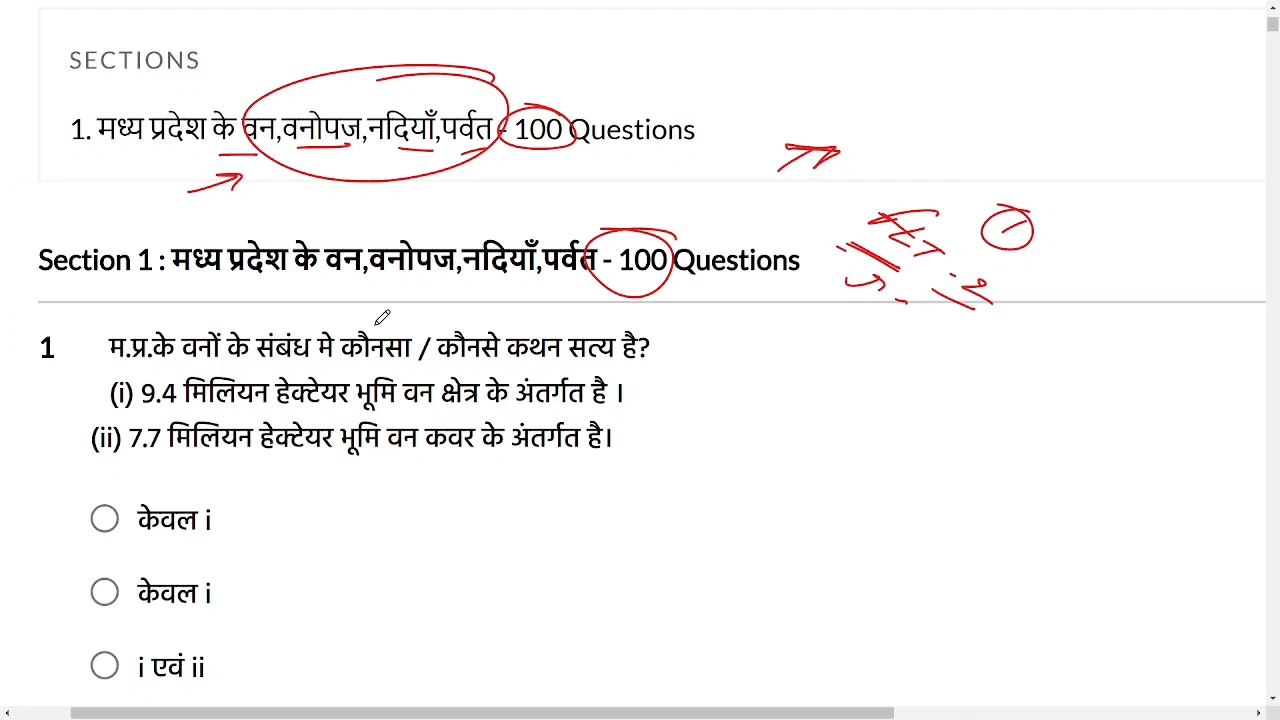 SECTIONS
1. मध्य प्रदेश के वन,वनोपज,नदियाँ,पर्वत - 100 Questions
Section 1 : मध्य प्रदेश के वन,वनोपज,नदियाँ,पर्वत - 100 Questions
1 म.प्र.के वनों के संबंध मे कौनसा / कौनसे कथन सत्य है?
(i) 9.4 मिलियन हेक्टेयर भूमि वन क्षेत्र के अंतर्गत है ।
(ii) 7.7 मिलियन हेक्टेयर भूमि वन कवर के अंतर्गत है।
केवल i
केवल i
i एवं ii